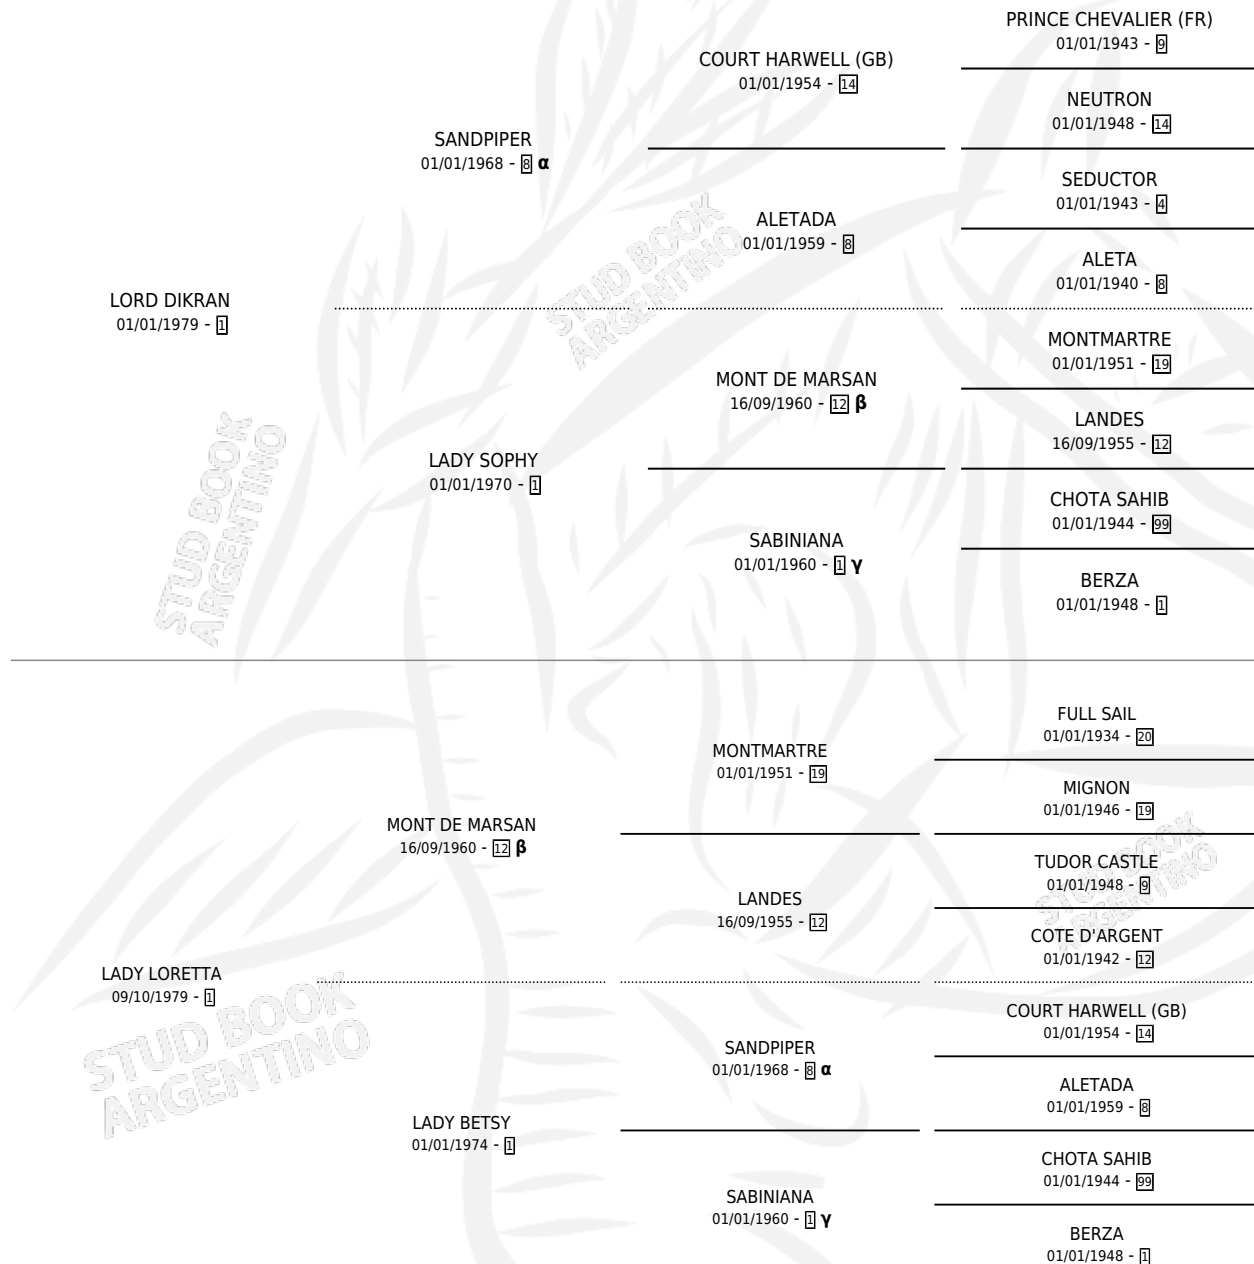 PRINCE CHEVALIER (FR)
01/01/1943 - 9
COURT HARWELL (GB)
01/01/1954 - 14
NEUTRON
01/01/1948 - 14
SANDPIPER
01/01/1968 - 8 α
SEDUCTOR
01/01/1943 - 4
ALETADA
01/01/1959 - 8
ALETA
01/01/1940 - 8
LORD DIKRAN
01/01/1979 - 1
MONTMARTRE
01/01/1951 - 19
MONT DE MARSAN
16/09/1960 - 12 β
LANDES
16/09/1955 - 12
LADY SOPHY
01/01/1970 - 1
CHOTA SAHIB
01/01/1944 - 99
SABINIANA
01/01/1960 - 1 γ
BERZA
01/01/1948 - 1
FULL SAIL
01/01/1934 - 20
MONTMARTRE
01/01/1951 - 19
MIGNON
01/01/1946 - 19
MONT DE MARSAN
16/09/1960 - 12 β
TUDOR CASTLE
01/01/1948 - 9
LANDES
16/09/1955 - 12
COTE D'ARGENT
01/01/1942 - 12
LADY LORETTA
09/10/1979 - 1
COURT HARWELL (GB)
01/01/1954 - 14
SANDPIPER
01/01/1968 - 8 α
ALETADA
01/01/1959 - 8
LADY BETSY
01/01/1974 - 1
CHOTA SAHIB
01/01/1944 - 99
SABINIANA
01/01/1960 - 1 γ
BERZA
01/01/1948 - 1
STUD BOOK
ARGENTINO
STUD BOOK
ARGENTINO
STUD BOOK
ARGENTINO
STUD BOOK
ARGENTINO